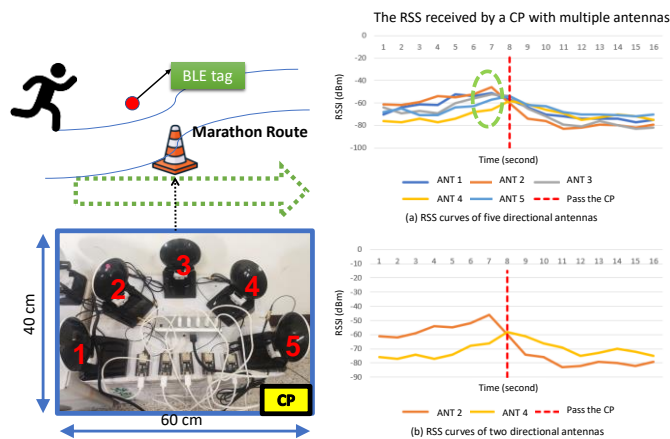 BLE tag
Marathon Route
40 cm
1
2
3
4
5
CP
60 cm
The RSS received by a CP with multiple antennas
-20
-40
-60
-80
-100
RSSI (dBm)
1 2 3 4 5 6 7 8 9 10 11 12 13 14 15 16
Time (second)
ANT 1 ANT 2 ANT 3
ANT 4 ANT 5 Pass the CP
(a) RSS curves of five directional antennas
0
-10
-20
-30
-40
-50
-60
-70
-80
-90
RSSI (dBm)
1 2 3 4 5 6 7 8 9 10 11 12 13 14 15 16
Time (second)
ANT 2 ANT 4 Pass the CP
(b) RSS curves of two directional antennas